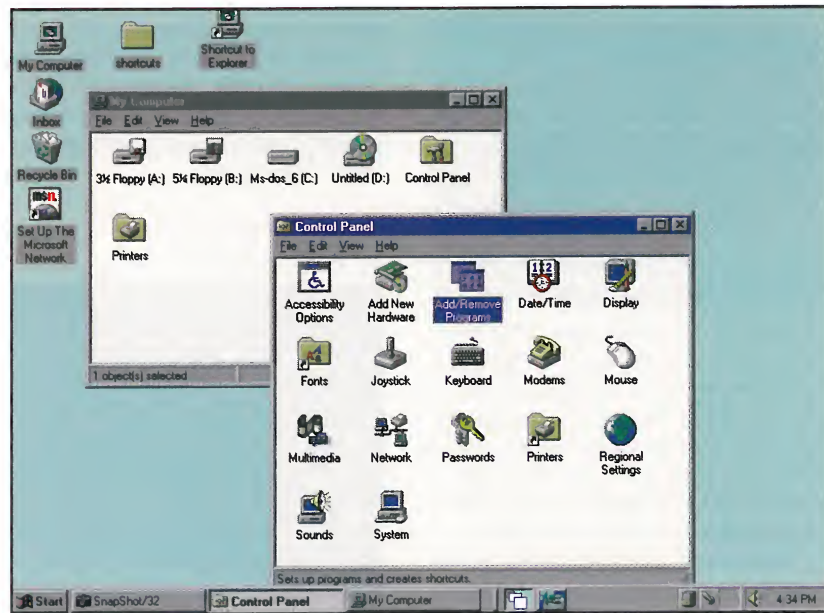 My Computer
shortcuts
Shortcut to
Explorer
Inbox
Recycle Bin
msn.
Set Up The
Microsoft
Network
My Computer
File Edit View Help
3½ Floppy (A:) 5¼ Floppy (B:) Ms-dos_6 (C:) Untitled (D:) Control Panel
Printers
1 object(s) selected
Control Panel
File Edit View Help
Accessibility
Options
Add New
Hardware
Add/Remove
Programs
Date/Time
Display
Fonts
Joystick
Keyboard
Modems
Mouse
Multimedia
Network
Passwords
Printers
Regional
Settings
Sounds
System
Sets up programs and creates shortcuts.
Start SnapShot/32 Control Panel My Computer 4:34 PM